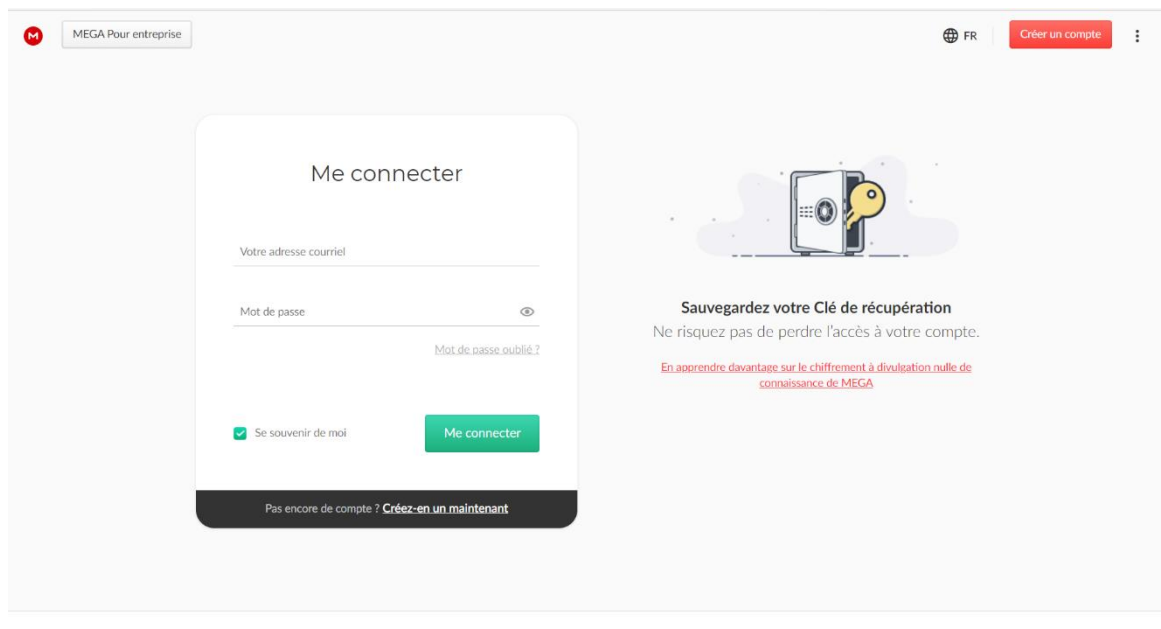 M
MEGA Pour entreprise
FR
Créer un compte
Me connecter
Votre adresse courriel
Mot de passe
Mot de passe oublié ?
Se souvenir de moi
Me connecter
Pas encore de compte ? Créez-en un maintenant
Sauvegardez votre Clé de récupération
Ne risquez pas de perdre l'accès à votre compte.
En apprendre davantage sur le chiffrement à divulgation nulle de
connaissance de MEGA